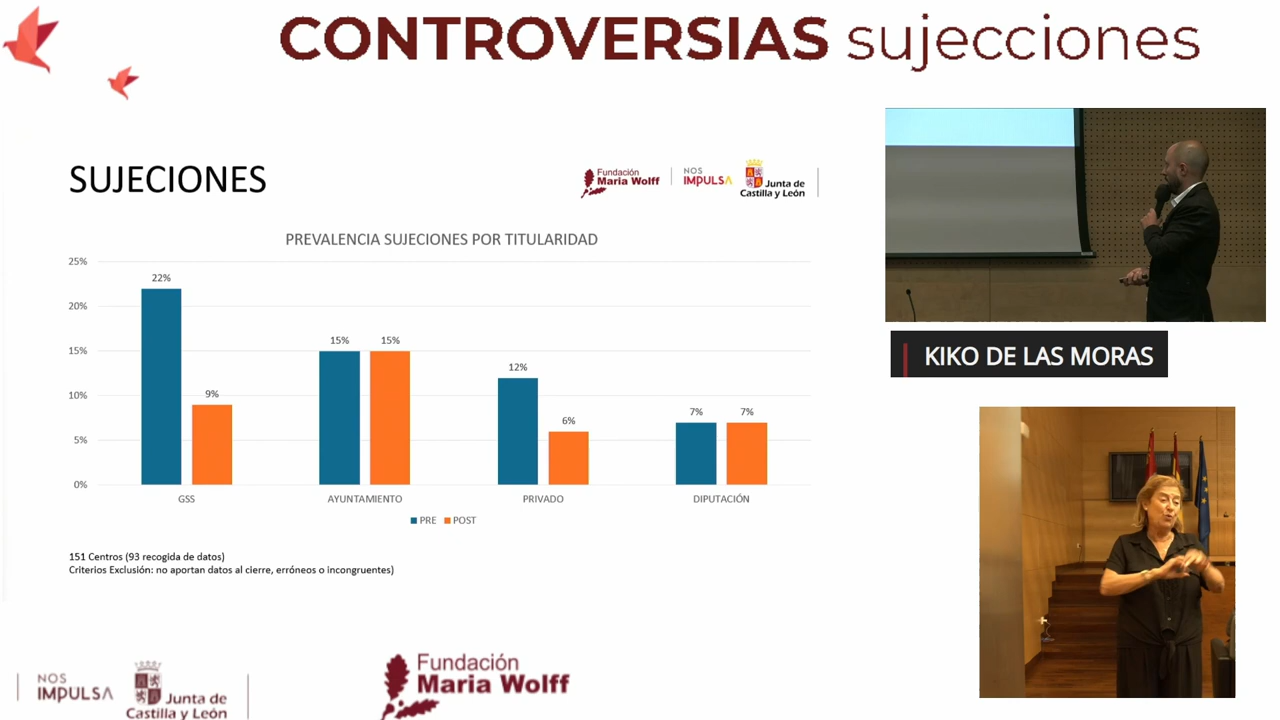 CONTROVERSIAS sujecciones
SUJECIONES
Fundación
Maria Wolff
NOS
IMPULSA
Junta de
Castilla y León
PREVALENCIA SUJECIONES POR TITULARIDAD
25%
20%
15%
10%
5%
0%
22%
9%
15%
15%
12%
6%
7%
7%
GSS
AYUNTAMIENTO
PRIVADO
DIPUTACIÓN
PRE
POST
151 Centros (93 recogida de datos)
Criterios Exclusión: no aportan datos al cierre, erróneos o incongruentes)
KIKO DE LAS MORAS
NOS
IMPULSA
Junta de
Castilla y León
Fundación
Maria Wolff